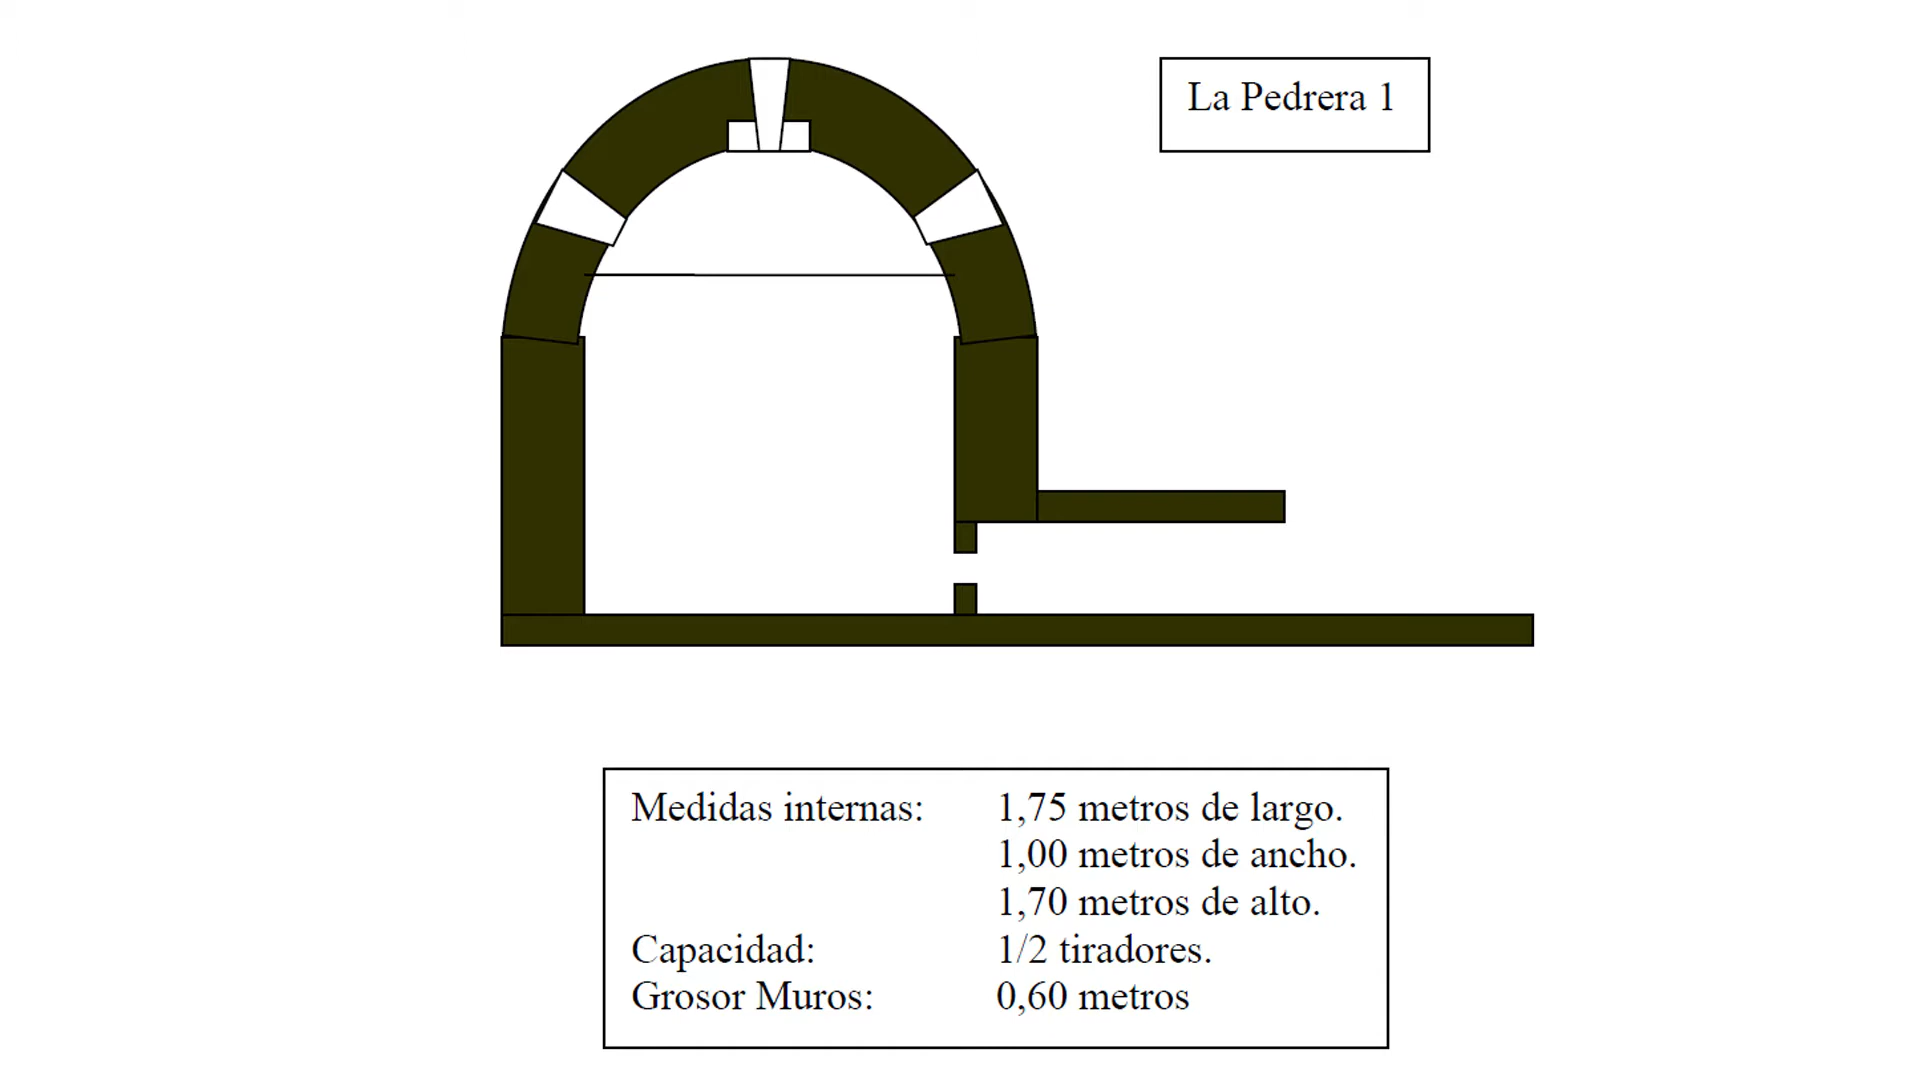 La Pedrera 1
Medidas internas: 1,75 metros de largo.
1,00 metros de ancho.
1,70 metros de alto.
Capacidad: 1/2 tiradores.
Grosor Muros: 0,60 metros